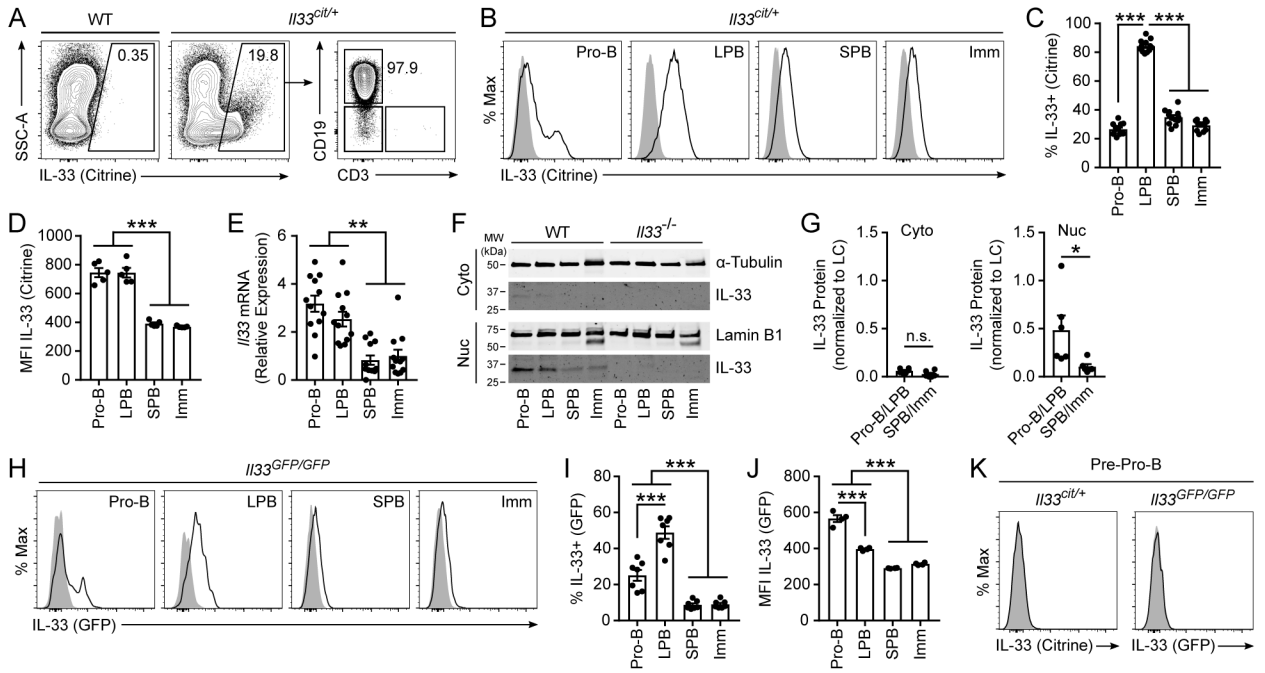 A
WT
Il33cit/+
SSC-A
0.35
19.8
97.9
CD19
IL-33 (Citrine)
CD3
B
Il33cit/+
% Max
Pro-B
LPB
SPB
Imm
IL-33 (Citrine)
C
*** ***
% IL-33+ (Citrine)
100
80
60
40
20
0
Pro-B
LPB
SPB
Imm
D
***
MFI IL-33 (Citrine)
1000
800
600
400
200
0
Pro-B
LPB
SPB
Imm
E
**
Il33 mRNA
(Relative Expression)
6
4
2
0
Pro-B
LPB
SPB
Imm
F
WT
Il33-/-
MW
(kDa)
Cyto
50
α-Tubulin
37
25
IL-33
Nuc
75
50
Lamin B1
37
25
IL-33
Pro-B
LPB
SPB
Imm
Pro-B
LPB
SPB
Imm
G
Cyto
IL-33 Protein
(normalized to LC)
1.5
1.0
0.5
0.0
n.s.
Pro-B/LPB
SPB/Imm
Nuc
IL-33 Protein
(normalized to LC)
1.5
1.0
0.5
0.0
*
Pro-B/LPB
SPB/Imm
H
Il33GFP/GFP
% Max
Pro-B
LPB
SPB
Imm
IL-33 (GFP)
I
***
***
% IL-33+ (GFP)
80
60
40
20
0
Pro-B
LPB
SPB
Imm
J
***
***
MFI IL-33 (GFP)
800
600
400
200
0
Pro-B
LPB
SPB
Imm
K
Pre-Pro-B
Il33cit/+
Il33GFP/GFP
% Max
IL-33 (Citrine)
IL-33 (GFP)